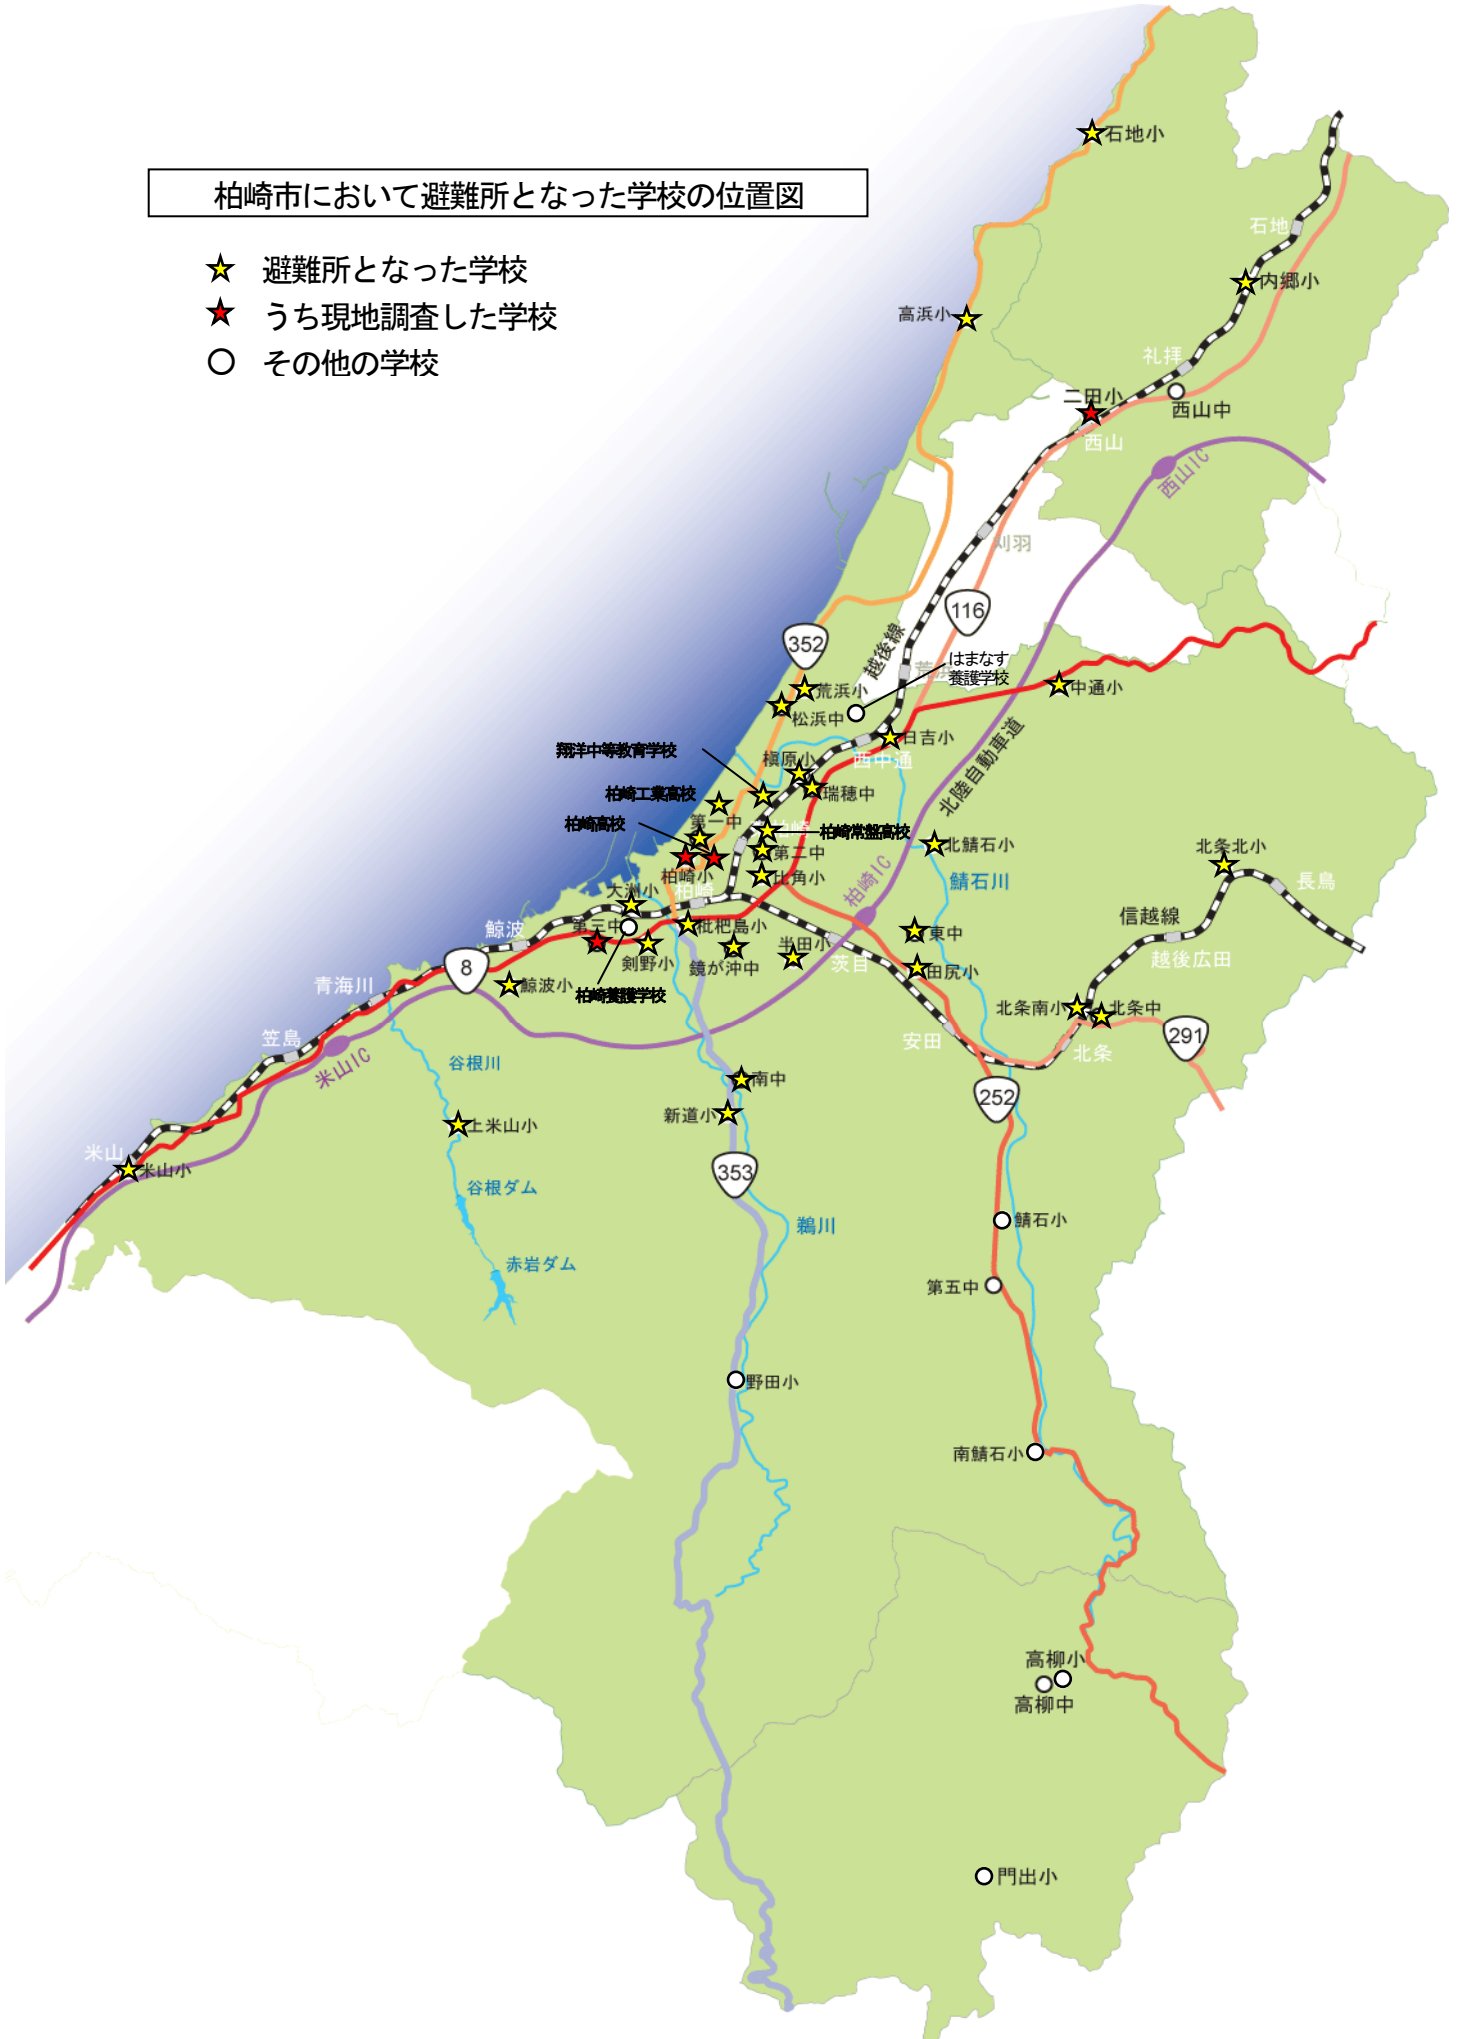 柏崎市において避難所となった学校の位置図
避難所となった学校
うち現地調査した学校
その他の学校
石地小
石地
内郷小
高浜小
礼拝
二田小
西山中
西山
西山IC
刈羽
116
352
越後線
荒浜
はまなす
養護学校
中通小
荒浜小
松浜中
日吉小
翔洋中等教育学校
槇原小
西中通
北陸自動車道
柏崎工業高校
瑞穂中
柏崎高校
第一中
柏崎常盤高校
北鯖石小
第二中
北条北小
柏崎小
比角小
柏崎IC
鯖石川
長鳥
大洲小
柏崎
信越線
鯨波
第三中
枇杷島小
東中
半田小
8
剣野小
鏡が沖中
茨目
越後広田
田尻小
青海川
鯨波小
柏崎養護学校
北条南小
北条中
笠島
安田
北条
291
米山IC
谷根川
南中
252
新道小
上米山小
米山
米山小
353
谷根ダム
鵜川
鯖石小
赤岩ダム
第五中
野田小
南鯖石小
高柳小
高柳中
門出小